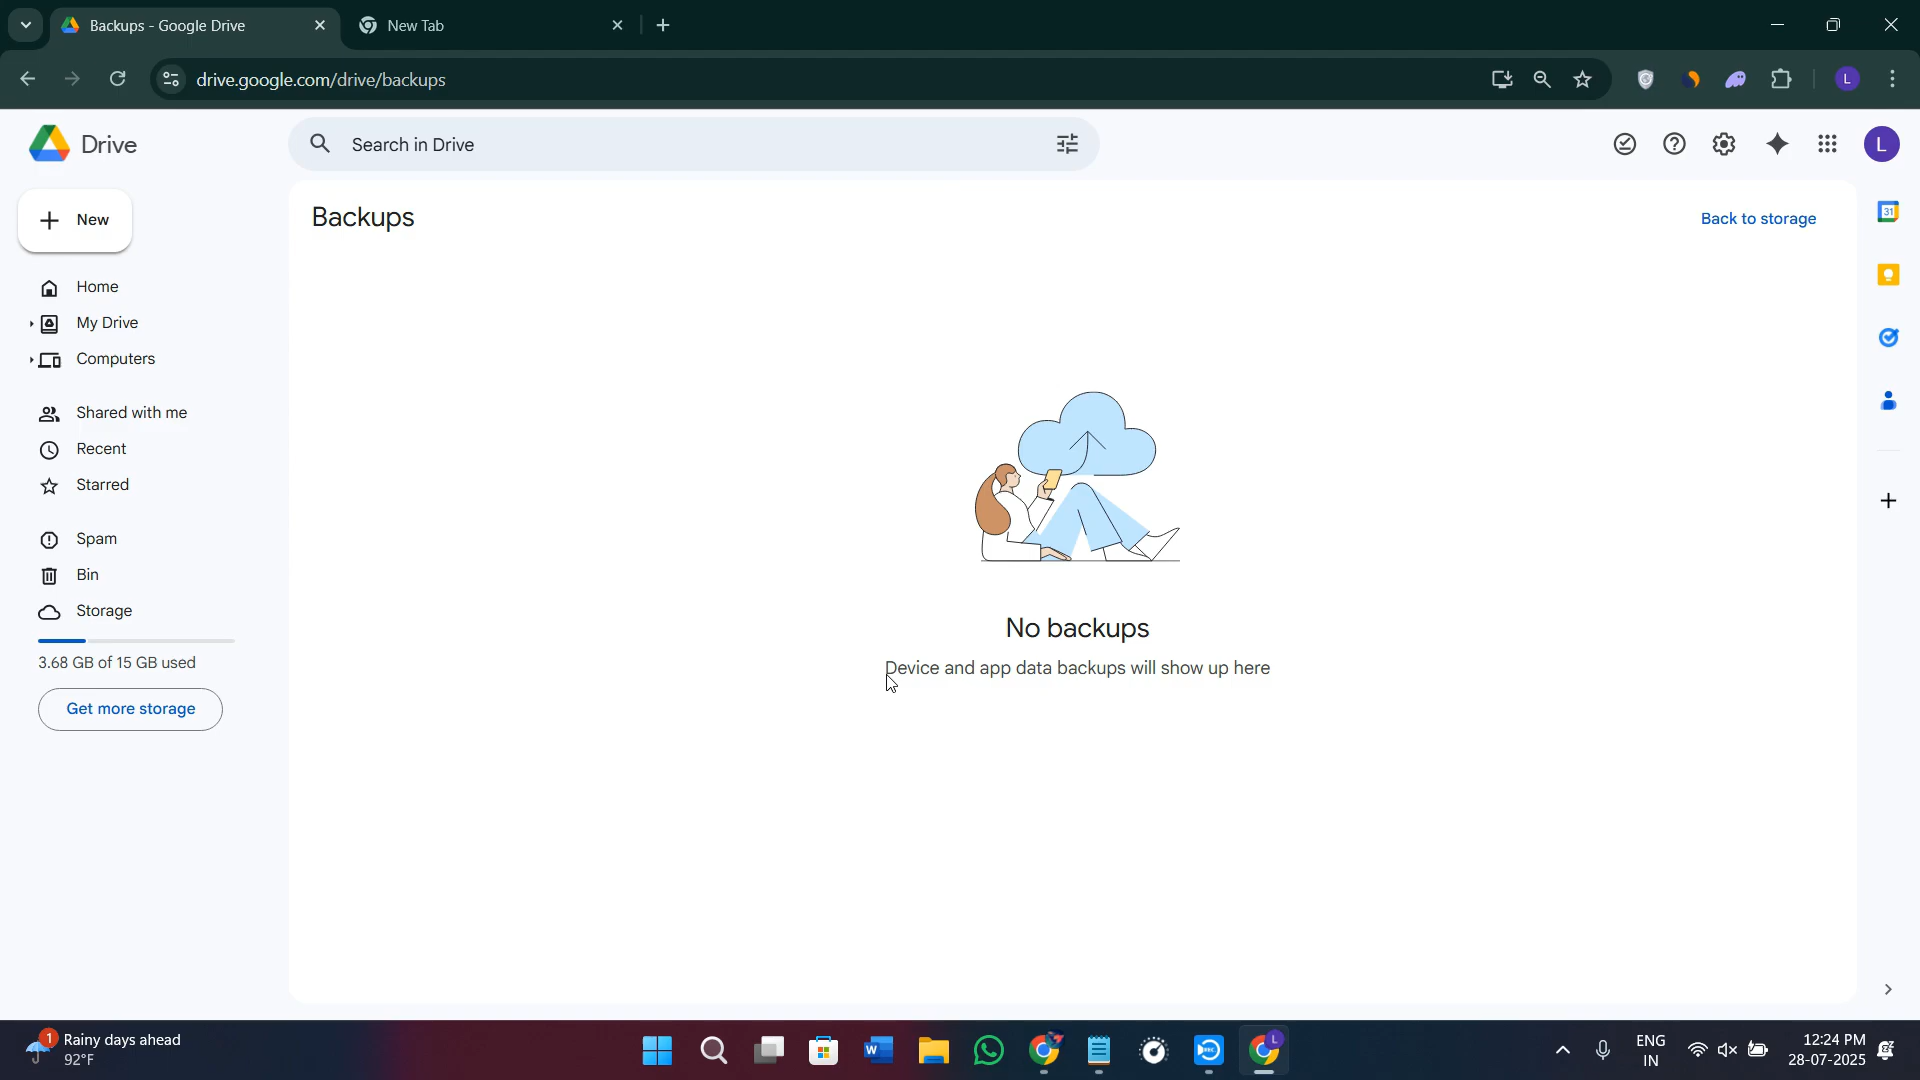 Backups - Google Drive
New Tab
drive.google.com/drive/backups
L
Drive
Search in Drive
L
New
Backups
Back to storage
31
Home
My Drive
Computers
Shared with me
Recent
Starred
Spam
Bin
Storage
3.68 GB of 15 GB used
Get more storage
No backups
Device and app data backups will show up here
1
Rainy days ahead
92°F
W
L
ENG
IN
12:24 PM
28-07-2025